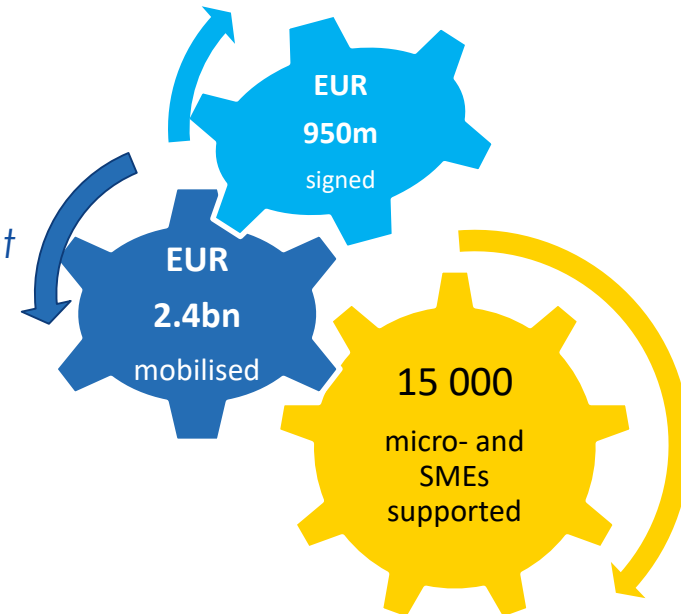 EUR
950m
signed
t
EUR
2.4bn
mobilised
15 000
micro- and
SMEs
supported